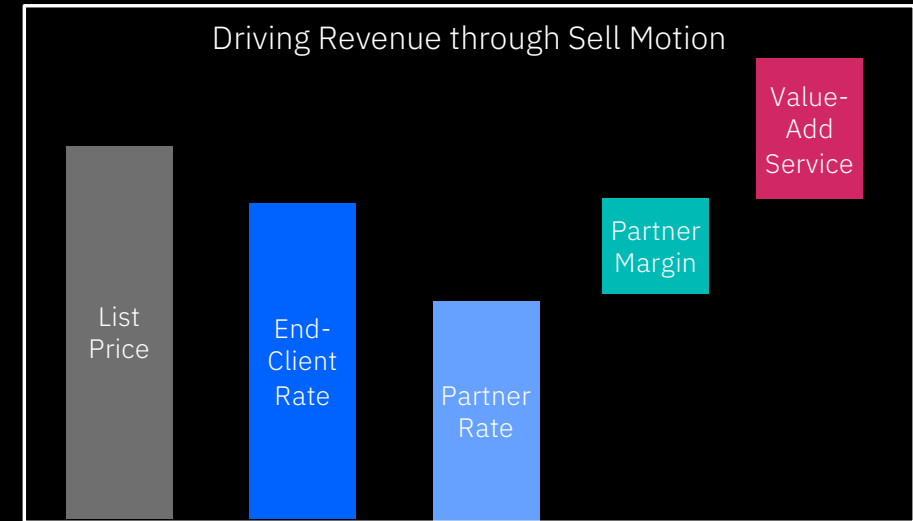 Driving Revenue through Sell Motion
List
Price
End-
Client
Rate
Partner
Rate
Partner
Margin
Value-
Add
Service